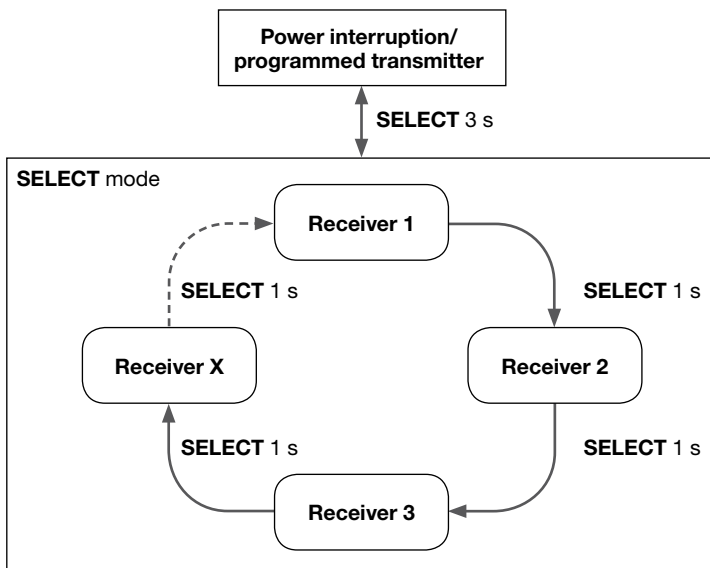 Power interruption/
programmed transmitter
SELECT 3 s
SELECT mode
Receiver 1
SELECT 1 s
SELECT 1 s
Receiver X
Receiver 2
SELECT 1 s
SELECT 1 s
Receiver 3